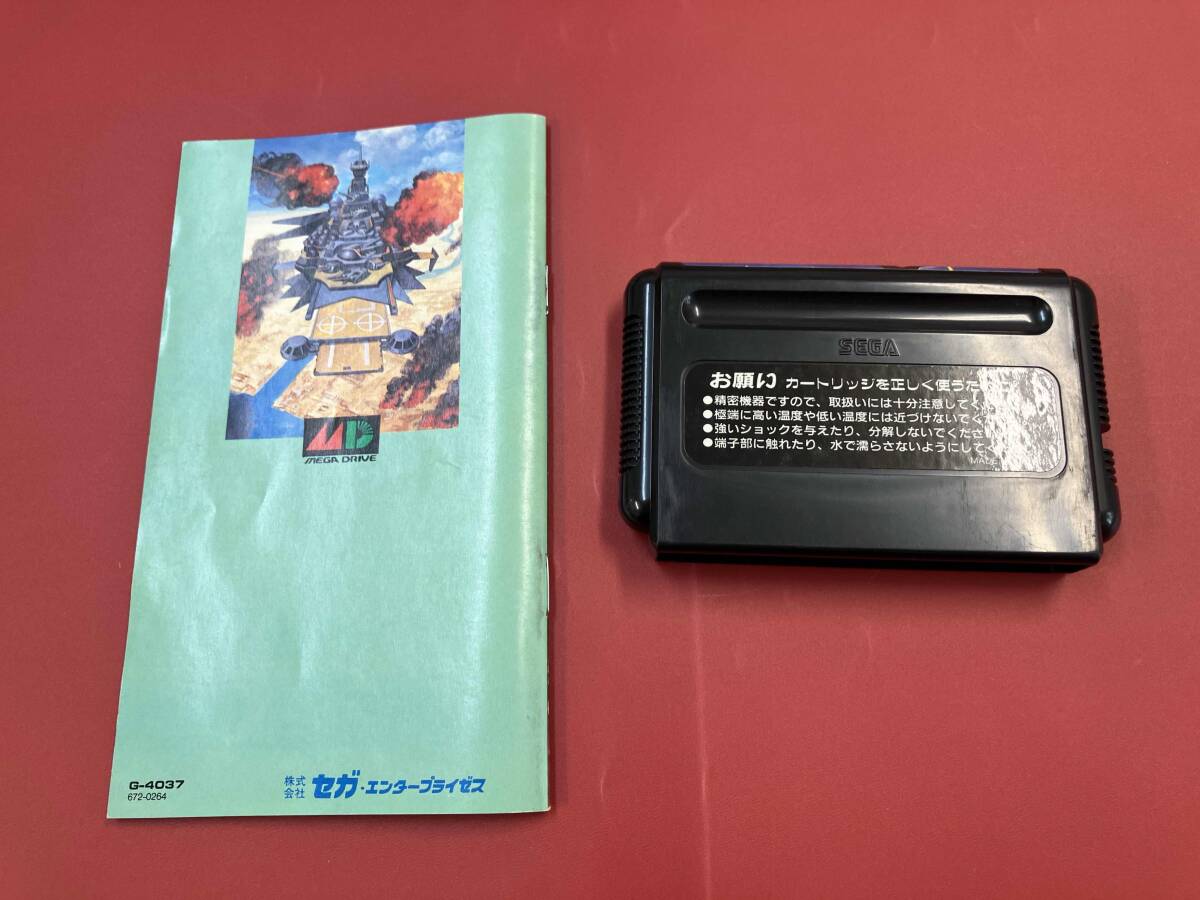 MEGA DRIVE
G-4037
672-0264
株式会社 セガ・エンタープライゼス
SEGA
お願い カートリッジを正しく使うた
●精密機器ですので、取扱いには十分注意して
●極端に高い温度や低い温度には近づけないで
●強いショックを与えたり、分解しないでくださ
●端子部に触れたり、水で濡らさないようにして